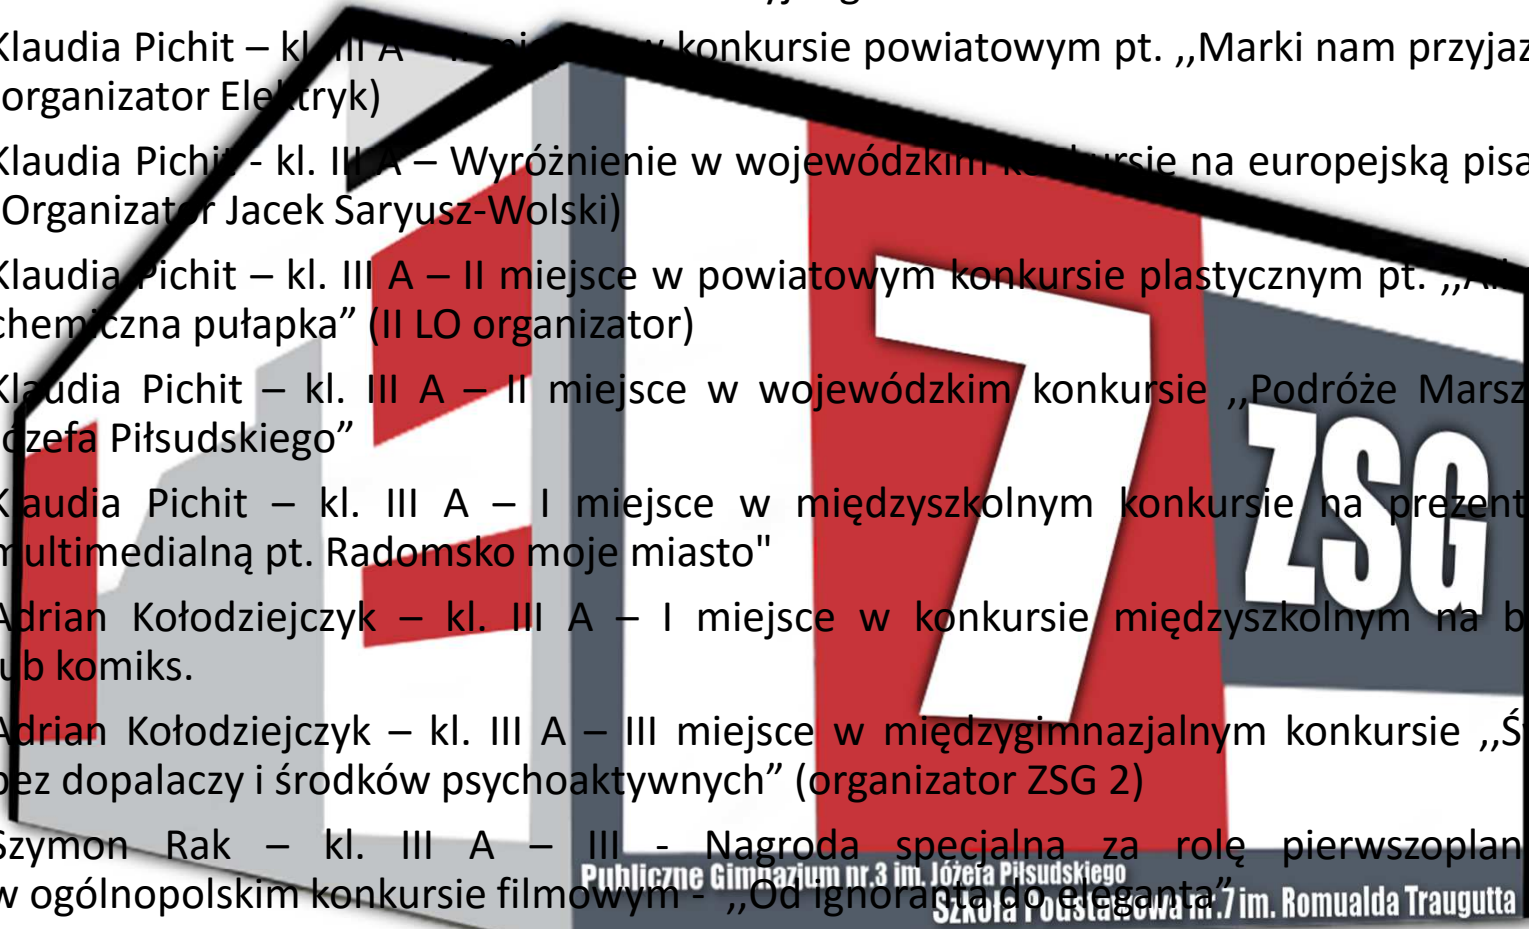 Klaudia Pichit – kl. III A – w konkursie powiatowym pt. ,,Marki nam przyjaz
organizator Elektryk)
Klaudia Pichit - kl. III A – Wyróżnienie w wojewódzkim konkursie na europejską pisa
Organizator Jacek Saryusz-Wolski)
Klaudia Pichit – kl. III A – II miejsce w powiatowym konkursie plastycznym pt. ,,
chemiczna pułapka” (II LO organizator)
Klaudia Pichit – kl. III A – II miejsce w wojewódzkim konkursie ,,Podróże Marsz
Józefa Piłsudskiego”
Klaudia Pichit – kl. III A – I miejsce w międzyszkolnym konkursie na prezent
multimedialną pt. Radomsko moje miasto"
Adrian Kołodziejczyk – kl. III A – I miejsce w konkursie międzyszkolnym na b
lub komiks.
Adrian Kołodziejczyk – kl. III A – III miejsce w międzygimnazjalnym konkursie ,,Ś
bez dopalaczy i środków psychoaktywnych” (organizator ZSG 2)
Szymon Rak – kl. III A – III - Nagroda specjalna za rolę pierwszoplan
w ogólnopolskim konkursie filmowym - ,,Od ignoranta do eleganta”
7
ZSG
Publiczne Gimnazjum nr.3 im. Józefa Piłsudskiego
Szkoła Podstawowa nr.7 im. Romualda Traugutta